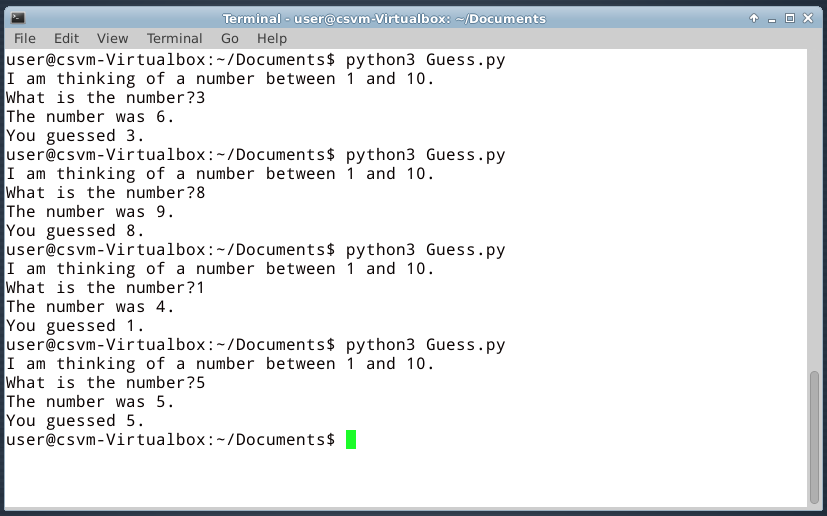 Terminal - user@csvm-Virtualbox: ~/Documents
File Edit View Terminal Go Help
user@csvm-Virtualbox:~/Documents$ python3 Guess.py
I am thinking of a number between 1 and 10.
What is the number?3
The number was 6.
You guessed 3.
user@csvm-Virtualbox:~/Documents$ python3 Guess.py
I am thinking of a number between 1 and 10.
What is the number?8
The number was 9.
You guessed 8.
user@csvm-Virtualbox:~/Documents$ python3 Guess.py
I am thinking of a number between 1 and 10.
What is the number?1
The number was 4.
You guessed 1.
user@csvm-Virtualbox:~/Documents$ python3 Guess.py
I am thinking of a number between 1 and 10.
What is the number?5
The number was 5.
You guessed 5.
user@csvm-Virtualbox:~/Documents$